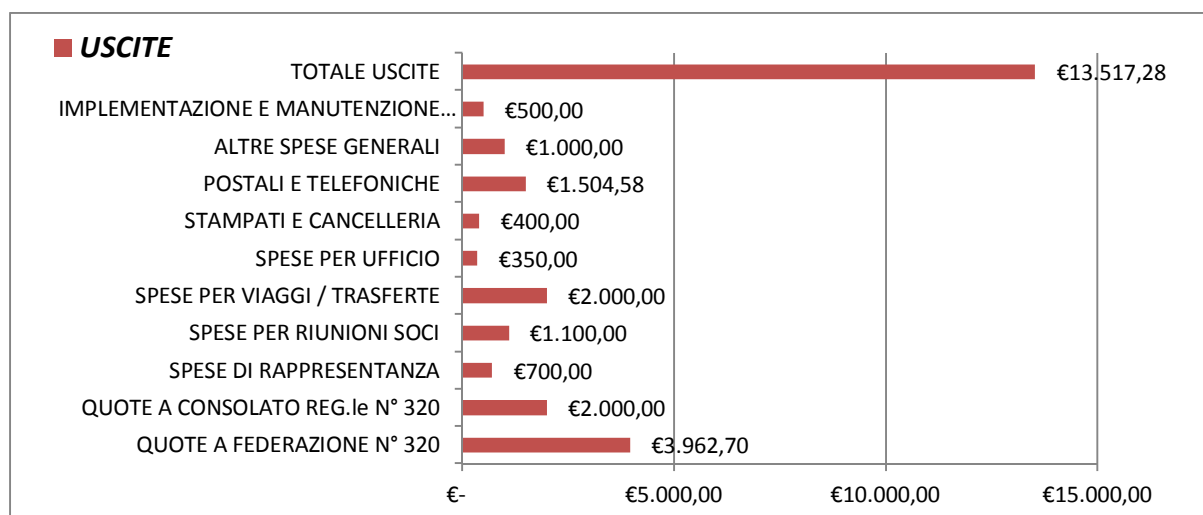 USCITE
TOTALE USCITE €13.517,28
IMPLEMENTAZIONE E MANUTENZIONE... €500,00
ALTRE SPESE GENERALI €1.000,00
POSTALI E TELEFONICHE €1.504,58
STAMPATI E CANCELLERIA €400,00
SPESE PER UFFICIO €350,00
SPESE PER VIAGGI / TRASFERTE €2.000,00
SPESE PER RIUNIONI SOCI €1.100,00
SPESE DI RAPPRESENTANZA €700,00
QUOTE A CONSOLATO REG.le N° 320 €2.000,00
QUOTE A FEDERAZIONE N° 320 €3.962,70
€- €5.000,00 €10.000,00 €15.000,00